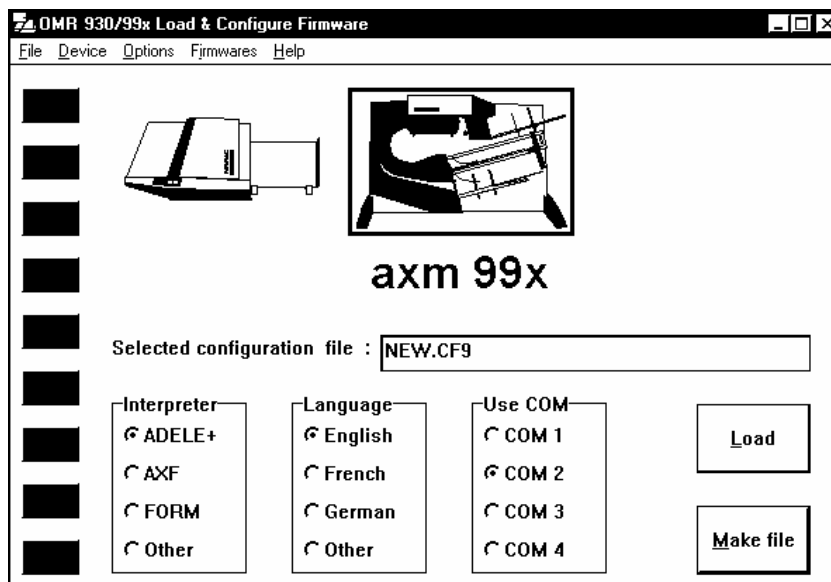 OMR 930/99x Load & Configure Firmware
File Device Options Firmwares Help
axm 99x
Selected configuration file : NEW.CF9
Interpreter
ADELE+
AXF
FORM
Other
Language
English
French
German
Other
Use COM
COM 1
COM 2
COM 3
COM 4
Load
Make file